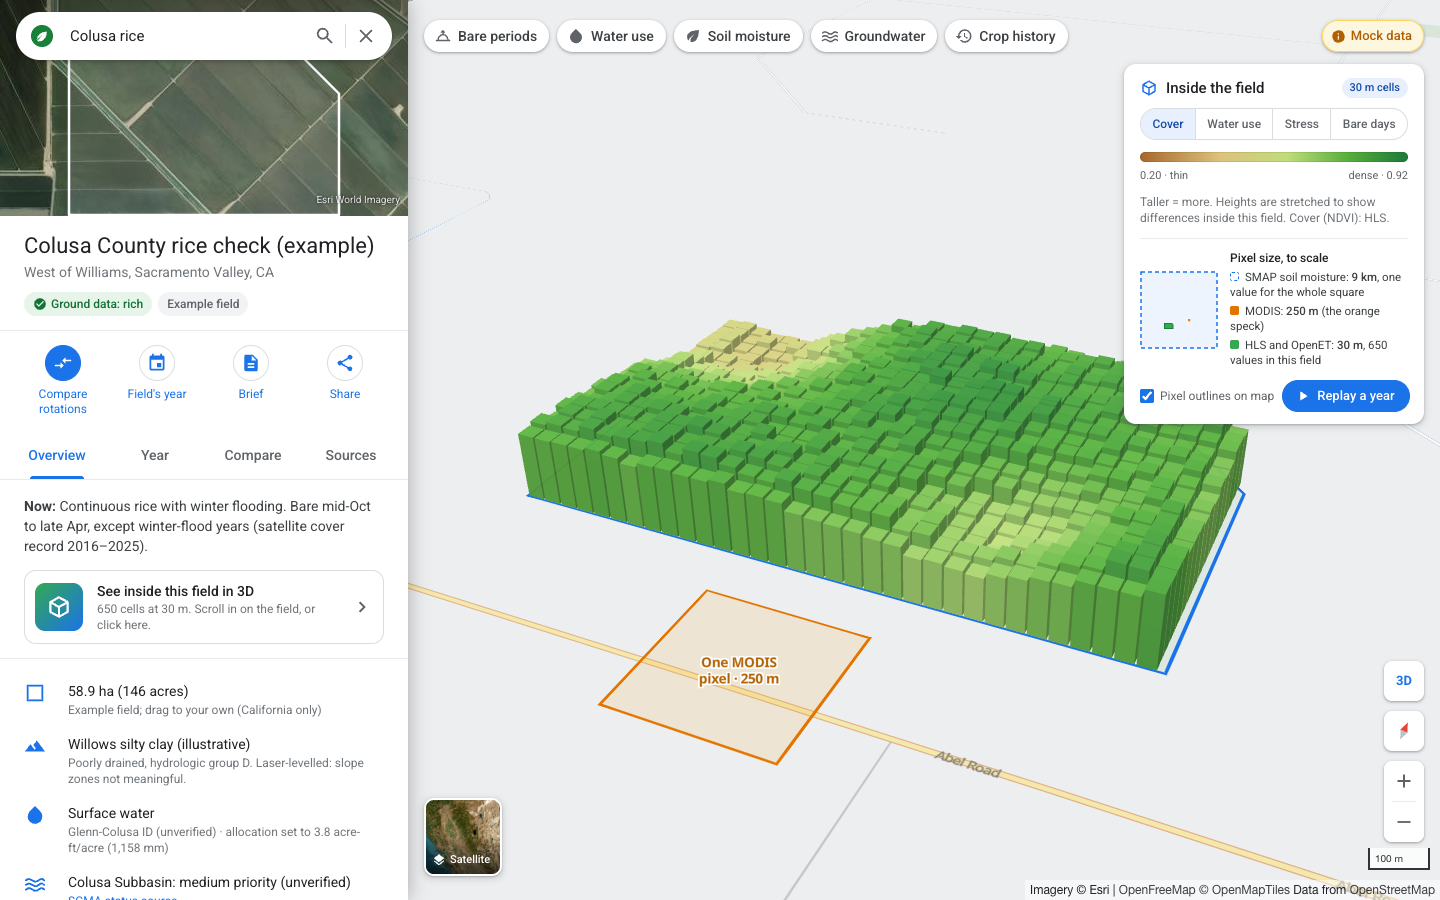 Colusa rice
Esri World Imagery
Colusa County rice check (example)
West of Williams, Sacramento Valley, CA
Ground data: rich
Example field
Compare
rotations
Field's year
Brief
Share
Overview
Year
Compare
Sources
Now: Continuous rice with winter flooding. Bare mid-Oct
to late Apr, except winter-flood years (satellite cover
record 2016–2025).
See inside this field in 3D
650 cells at 30 m. Scroll in on the field, or
click here.
58.9 ha (146 acres)
Example field; drag to your own (California only)
Willows silty clay (illustrative)
Poorly drained, hydrologic group D. Laser-levelled: slope
zones not meaningful.
Surface water
Glenn-Colusa ID (unverified) · allocation set to 3.8 acre-
ft/acre (1,158 mm)
Colusa Subbasin: medium priority (unverified)
SGMA status source
Bare periods
Water use
Soil moisture
Groundwater
Crop history
Mock data
Inside the field
30 m cells
Cover
Water use
Stress
Bare days
0.20 · thin
dense · 0.92
Taller = more. Heights are stretched to show
differences inside this field. Cover (NDVI): HLS.
Pixel size, to scale
SMAP soil moisture: 9 km, one
value for the whole square
MODIS: 250 m (the orange
speck)
HLS and OpenET: 30 m, 650
values in this field
Pixel outlines on map
Replay a year
One MODIS
pixel · 250 m
Abel Road
Satellite
3D
100 m
Imagery © Esri | OpenFreeMap © OpenMapTiles Data from OpenStreetMap